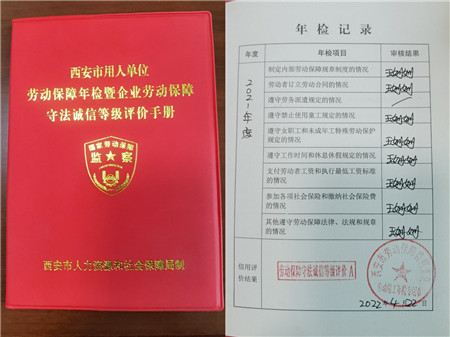 西安市用人单位
劳动保障年检暨企业劳动保障
守法诚信等级评价手册
国家劳动保障
监★察
西安市人力资源和社会保障局制
年检记录
年度
年检项目
审核结果
2021年度
制定内部劳动保障规章制度的情况
劳动者订立劳动合同的情况
遵守劳务派遣规定的情况
遵守禁止使用童工规定的情况
遵守女职工和未成年工特殊劳动保护
规定的情况
遵守工作时间和休息休假规定的情况
支付劳动者工资和执行最低工资标准
的情况
参加各项社会保险和缴纳社会保险费
的情况
其他遵守劳动保障法律、法规和规章
的情况
信用评
价结果
劳动保障守法诚信等级评价A
2022年4月22日